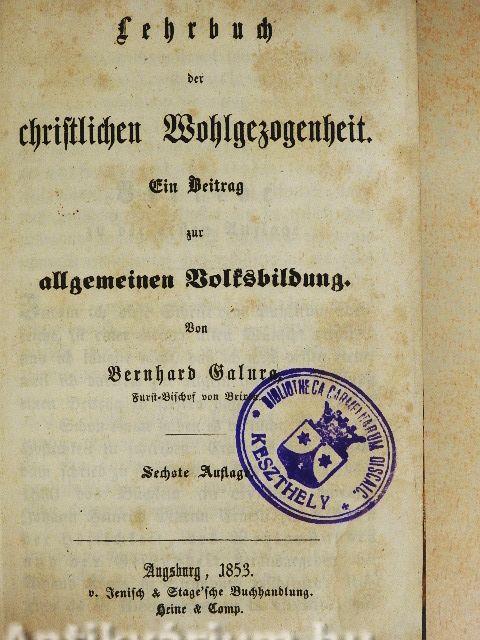 Lehrbuch
der
christlichen Wohlgezogenheit.
Ein Beitrag
zur
allgemeinen Volksbildung.
Von
Bernhard Galura,
Fürst-Bischof von
Sechste Auflage.
Augsburg, 1853.
v. Jenisch & Stage'sche Buchhandlung.
Heine & Comp.
BIBLIOTHECA CARMELITARUM DISCALC.
KESZTHELY
Antikvarium.hu